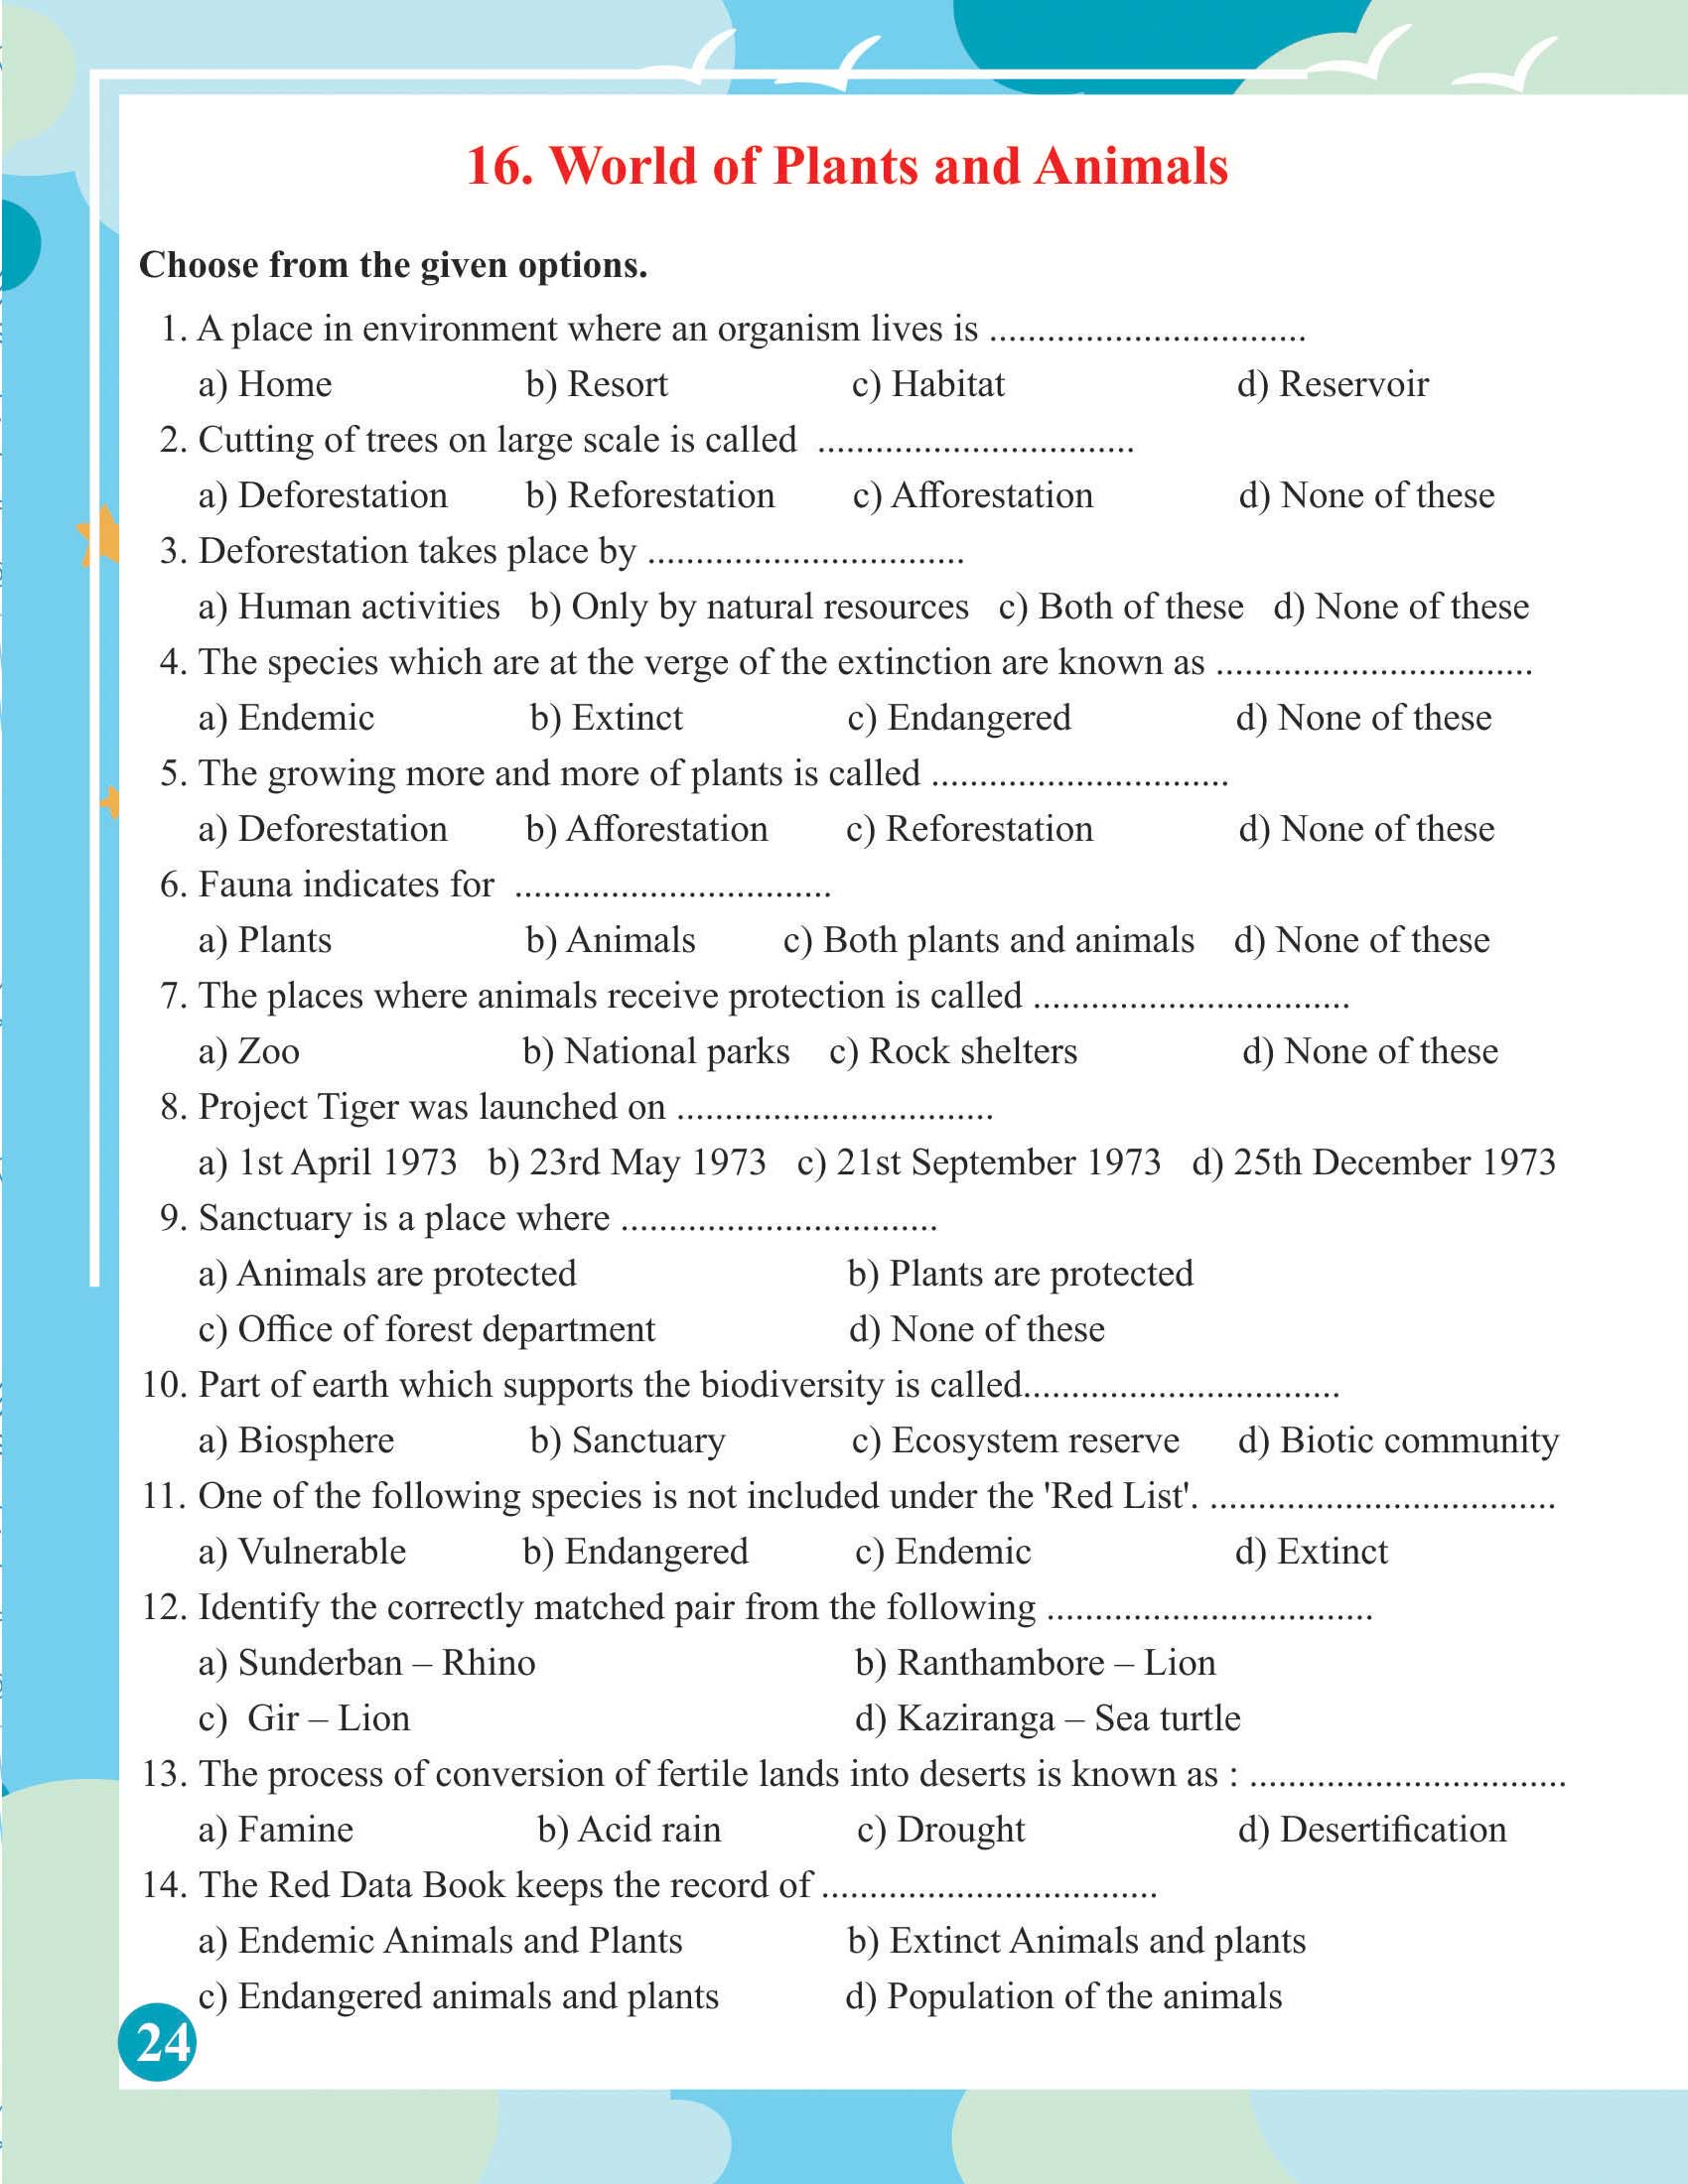 16. World of Plants and Animals
Choose from the given options.
1. A place in environment where an organism lives is .................................
a) Home b) Resort c) Habitat d) Reservoir
2. Cutting of trees on large scale is called .................................
a) Deforestation b) Reforestation c) Afforestation d) None of these
3. Deforestation takes place by .................................
a) Human activities b) Only by natural resources c) Both of these d) None of these
4. The species which are at the verge of the extinction are known as .................................
a) Endemic b) Extinct c) Endangered d) None of these
5. The growing more and more of plants is called ...............................
a) Deforestation b) Afforestation c) Reforestation d) None of these
6. Fauna indicates for .................................
a) Plants b) Animals c) Both plants and animals d) None of these
7. The places where animals receive protection is called .................................
a) Zoo b) National parks c) Rock shelters d) None of these
8. Project Tiger was launched on .................................
a) 1st April 1973 b) 23rd May 1973 c) 21st September 1973 d) 25th December 1973
9. Sanctuary is a place where .................................
a) Animals are protected b) Plants are protected
c) Office of forest department d) None of these
10. Part of earth which supports the biodiversity is called.................................
a) Biosphere b) Sanctuary c) Ecosystem reserve d) Biotic community
11. One of the following species is not included under the 'Red List'. ....................................
a) Vulnerable b) Endangered c) Endemic d) Extinct
12. Identify the correctly matched pair from the following ..................................
a) Sunderban – Rhino b) Ranthambore – Lion
c) Gir – Lion d) Kaziranga – Sea turtle
13. The process of conversion of fertile lands into deserts is known as : .................................
a) Famine b) Acid rain c) Drought d) Desertification
14. The Red Data Book keeps the record of ...................................
a) Endemic Animals and Plants b) Extinct Animals and plants
c) Endangered animals and plants d) Population of the animals
24